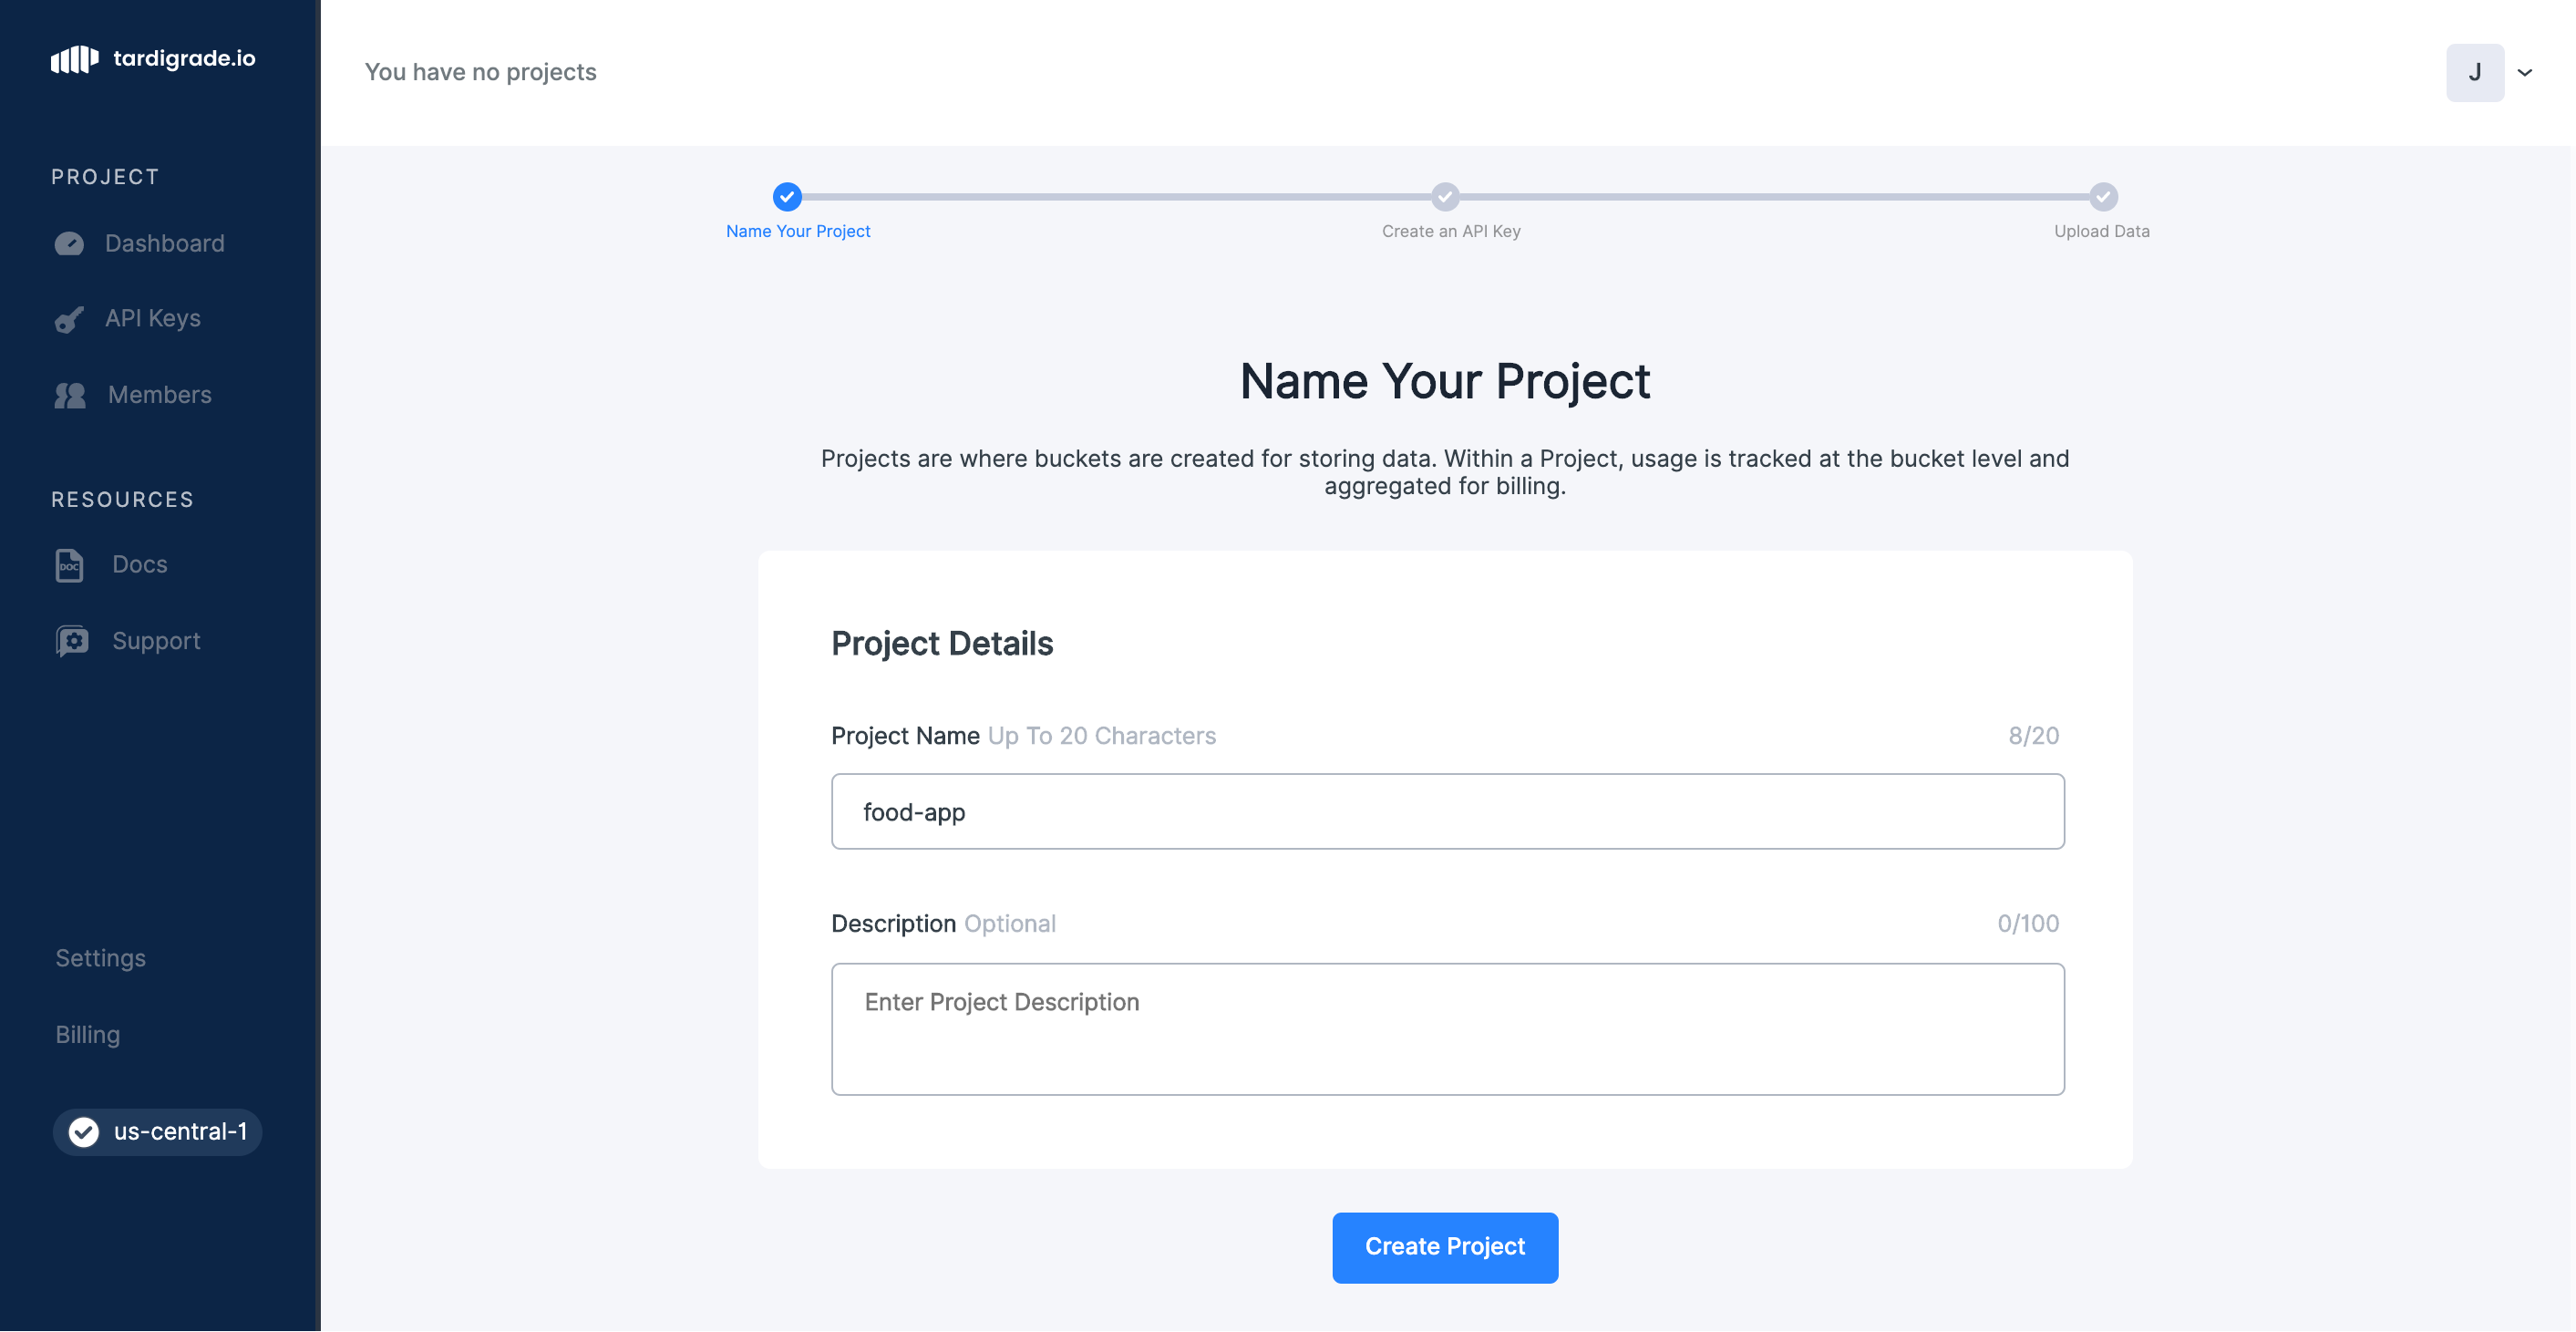 tardigrade.io
You have no projects
J
PROJECT
Dashboard
API Keys
Members
RESOURCES
DOC
Docs
Support
Settings
Billing
us-central-1
Name Your Project
Create an API Key
Upload Data
Name Your Project
Projects are where buckets are created for storing data. Within a Project, usage is tracked at the bucket level and
aggregated for billing.
Project Details
Project Name Up To 20 Characters
8/20
food-app
Description Optional
0/100
Enter Project Description
Create Project